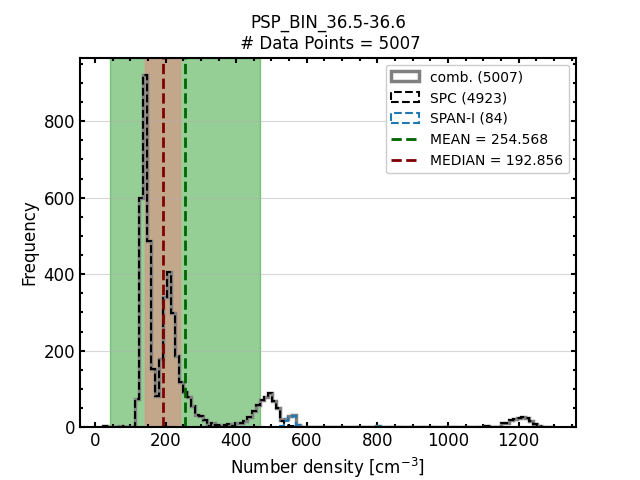 PSP_BIN_36.5-36.6
# Data Points = 5007
comb. (5007)
SPC (4923)
SPAN-I (84)
MEAN = 254.568
MEDIAN = 192.856
Frequency
800
600
400
200
0
0 200 400 600 800 1000 1200
Number density [cm⁻³]